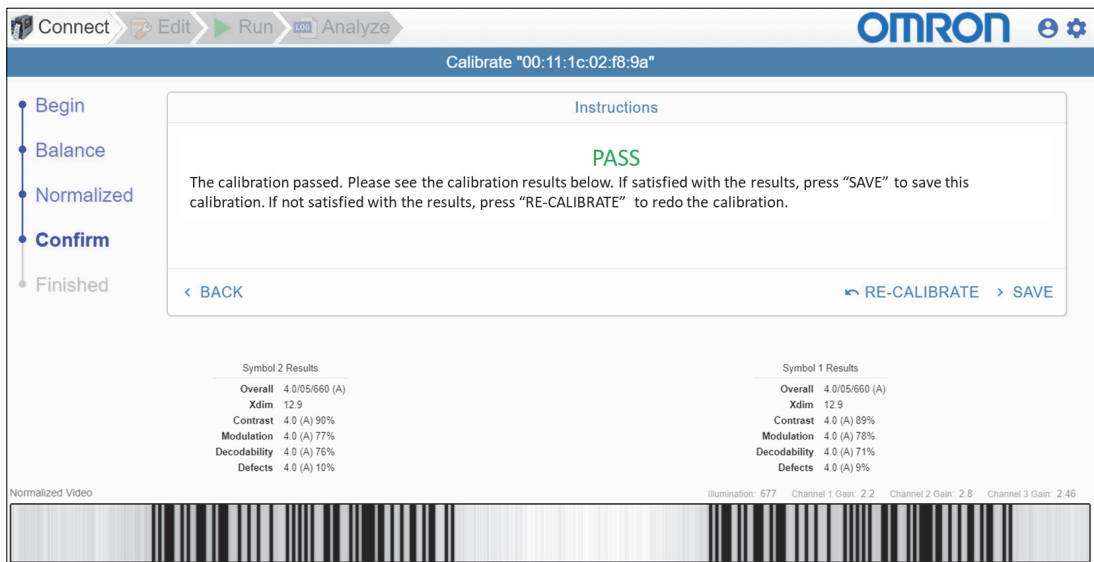 Connect
Edit
Run
LOG
Analyze
OMRON
Calibrate "00:11:1c:02:f8:9a"
Begin
Balance
Normalized
Confirm
Finished
Instructions
PASS
The calibration passed. Please see the calibration results below. If satisfied with the results, press “SAVE” to save this
calibration. If not satisfied with the results, press “RE-CALIBRATE” to redo the calibration.
< BACK
RE-CALIBRATE
> SAVE
Symbol 2 Results
Overall 4.0/05/660 (A)
Xdim 12.9
Contrast 4.0 (A) 90%
Modulation 4.0 (A) 77%
Decodability 4.0 (A) 76%
Defects 4.0 (A) 10%
Symbol 1 Results
Overall 4.0/05/660 (A)
Xdim 12.9
Contrast 4.0 (A) 89%
Modulation 4.0 (A) 78%
Decodability 4.0 (A) 71%
Defects 4.0 (A) 9%
Normalized Video
Illumination: 677 Channel 1 Gain: 2.2 Channel 2 Gain: 2.8 Channel 3 Gain: 2.46